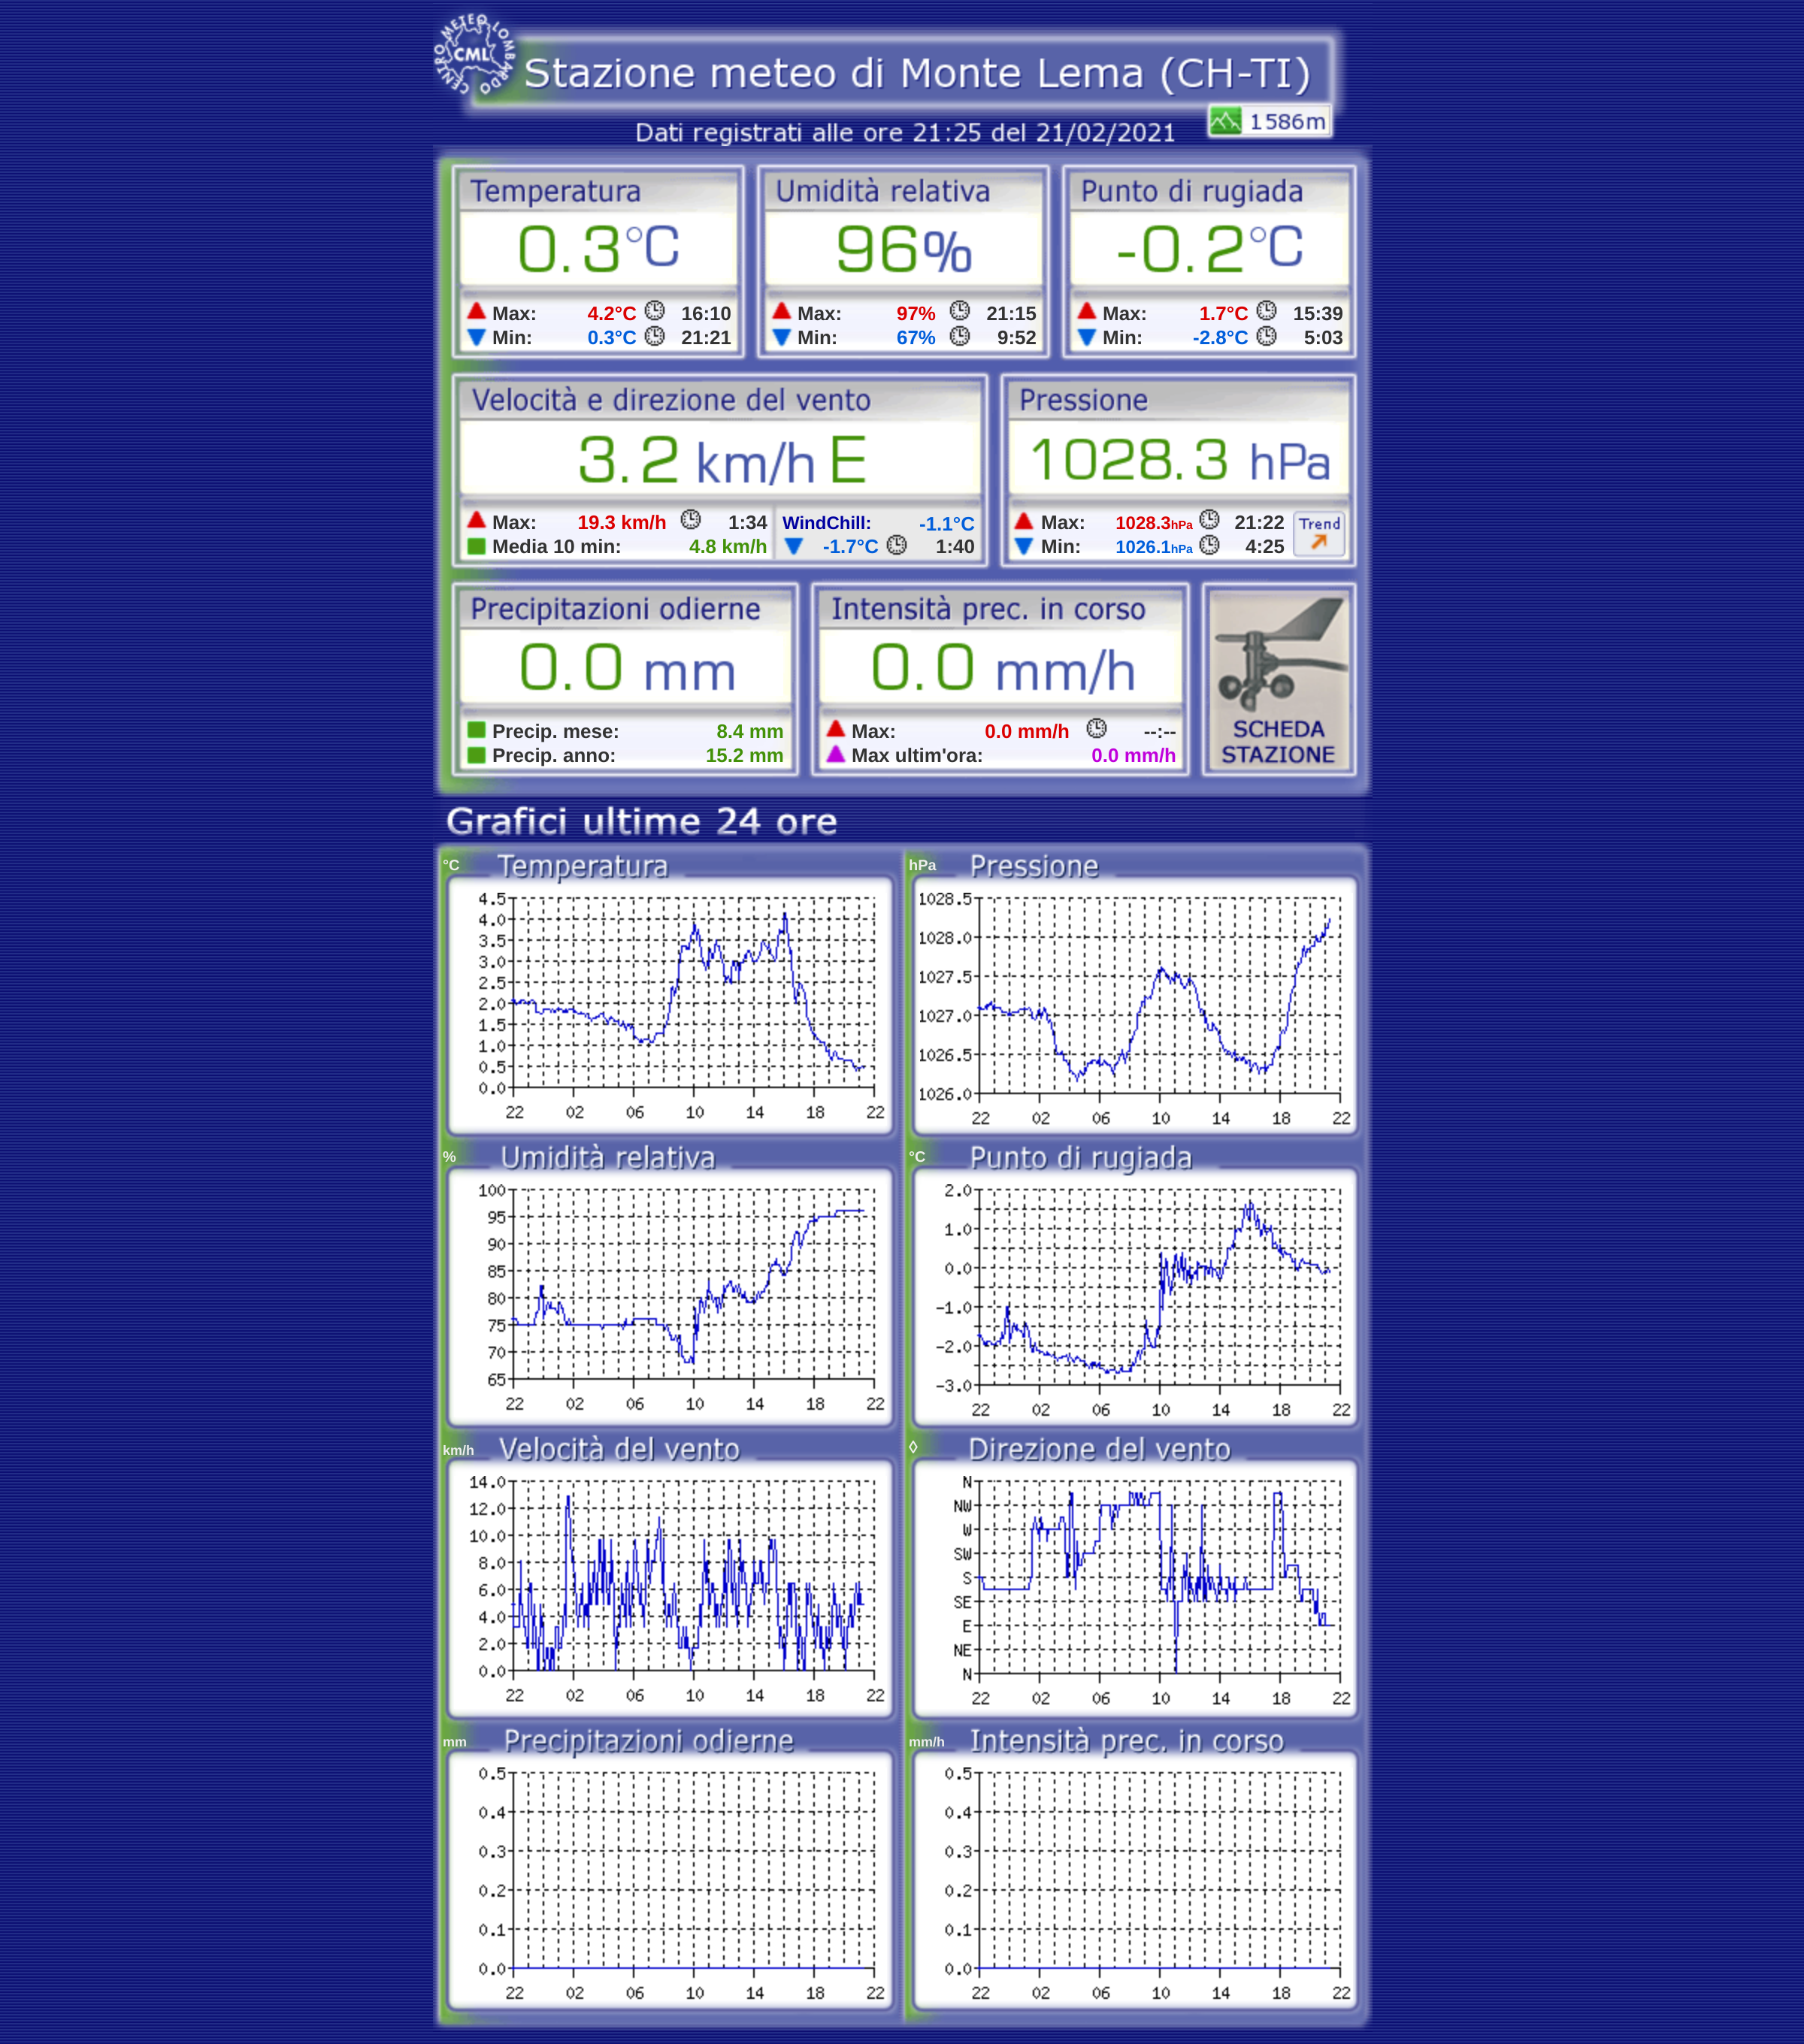 CENTRO METEO LOMBARDO
CML
Stazione meteo di Monte Lema (CH-TI)
1586m
Dati registrati alle ore 21:25 del 21/02/2021
Temperatura Umidità relativa Punto di rugiada
0.3°C 96% -0.2°C
Max: 4.2°C 16:10 Max: 97% 21:15 Max: 1.7°C 15:39
Min: 0.3°C 21:21 Min: 67% 9:52 Min: -2.8°C 5:03
Velocità e direzione del vento Pressione
3.2 km/h E 1028.3 hPa
Max: 19.3 km/h 1:34 WindChill: -1.1°C Max: 1028.3hPa 21:22 Trend
Media 10 min: 4.8 km/h -1.7°C 1:40 Min: 1026.1hPa 4:25
Precipitazioni odierne Intensità prec. in corso
0.0 mm 0.0 mm/h
Precip. mese: 8.4 mm Max: 0.0 mm/h --:-- SCHEDA
Precip. anno: 15.2 mm Max ultim'ora: 0.0 mm/h STAZIONE
Grafici ultime 24 ore
°C Temperatura
4.5
4.0
3.5
3.0
2.5
2.0
1.5
1.0
0.5
0.0
22 02 06 10 14 18 22
hPa Pressione
1028.5
1028.0
1027.5
1027.0
1026.5
1026.0
22 02 06 10 14 18 22
% Umidità relativa
100
95
90
85
80
75
70
65
22 02 06 10 14 18 22
°C Punto di rugiada
2.0
1.0
0.0
-1.0
-2.0
-3.0
22 02 06 10 14 18 22
km/h Velocità del vento
14.0
12.0
10.0
8.0
6.0
4.0
2.0
0.0
22 02 06 10 14 18 22
◊ Direzione del vento
N
NW
W
SW
S
SE
E
NE
N
22 02 06 10 14 18 22
mm Precipitazioni odierne
0.5
0.4
0.3
0.2
0.1
0.0
22 02 06 10 14 18 22
mm/h Intensità prec. in corso
0.5
0.4
0.3
0.2
0.1
0.0
22 02 06 10 14 18 22